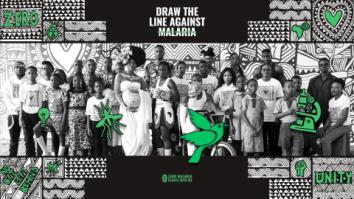 DRAW THE
LINE AGAINST
MALARIA
ZERO
ZERO MALARIA
STARTS WITH ME
UNITY